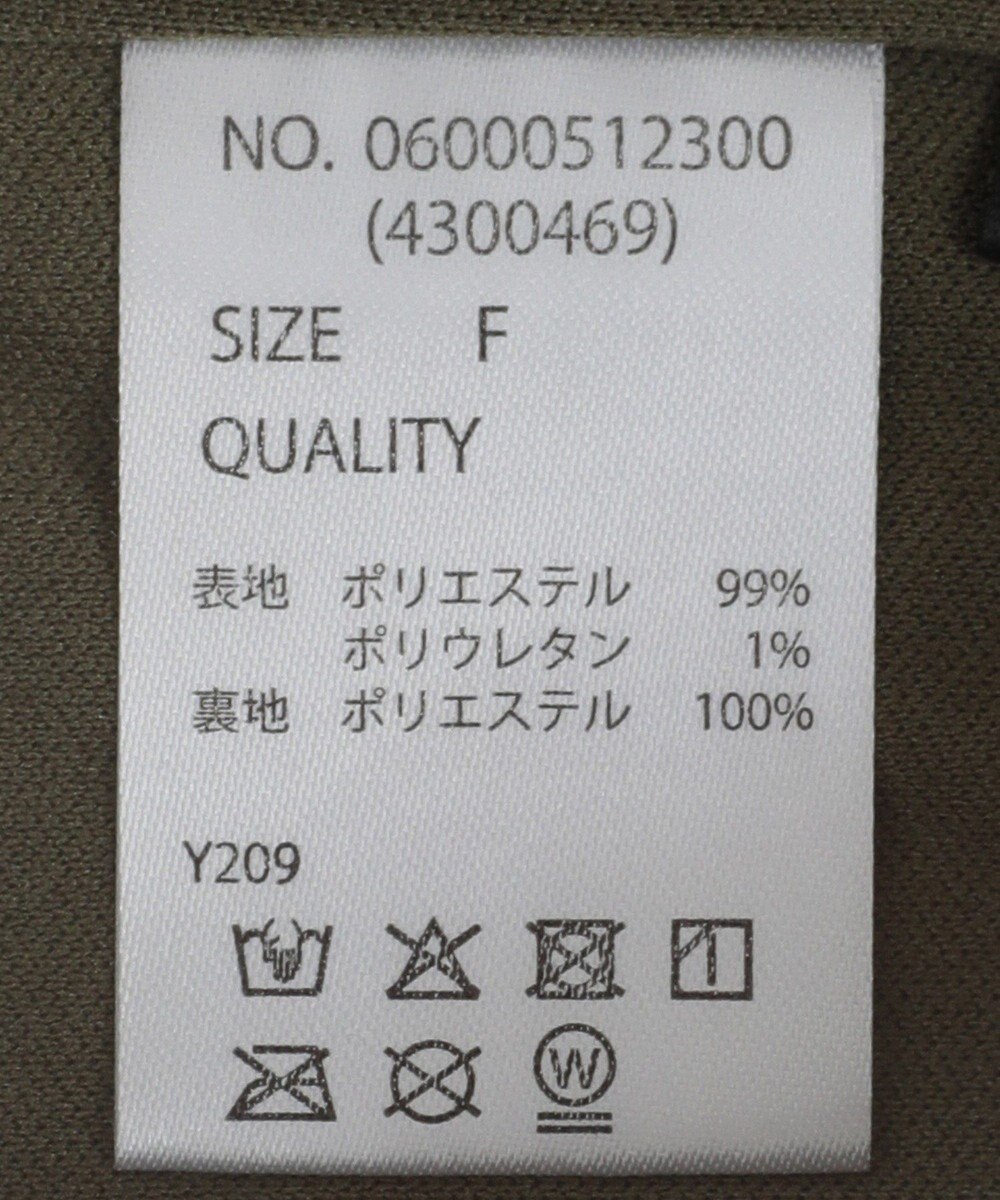 NO. 06000512300
(4300469)
SIZE F
QUALITY
表地 ポリエステル 99%
ポリウレタン 1%
裏地 ポリエステル 100%
Y209
W